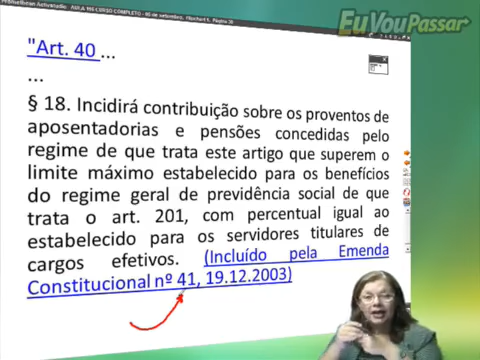 EuVouPassar
"Art. 40 ...
...
§ 18. Incidirá contribuição sobre os proventos de
aposentadorias e pensões concedidas pelo
regime de que trata este artigo que superem o
limite máximo estabelecido para os benefícios
do regime geral de previdência social de que
trata o art. 201, com percentual igual ao
estabelecido para os servidores titulares de
cargos efetivos. (Incluído pela Emenda
Constitucional nº 41, 19.12.2003)